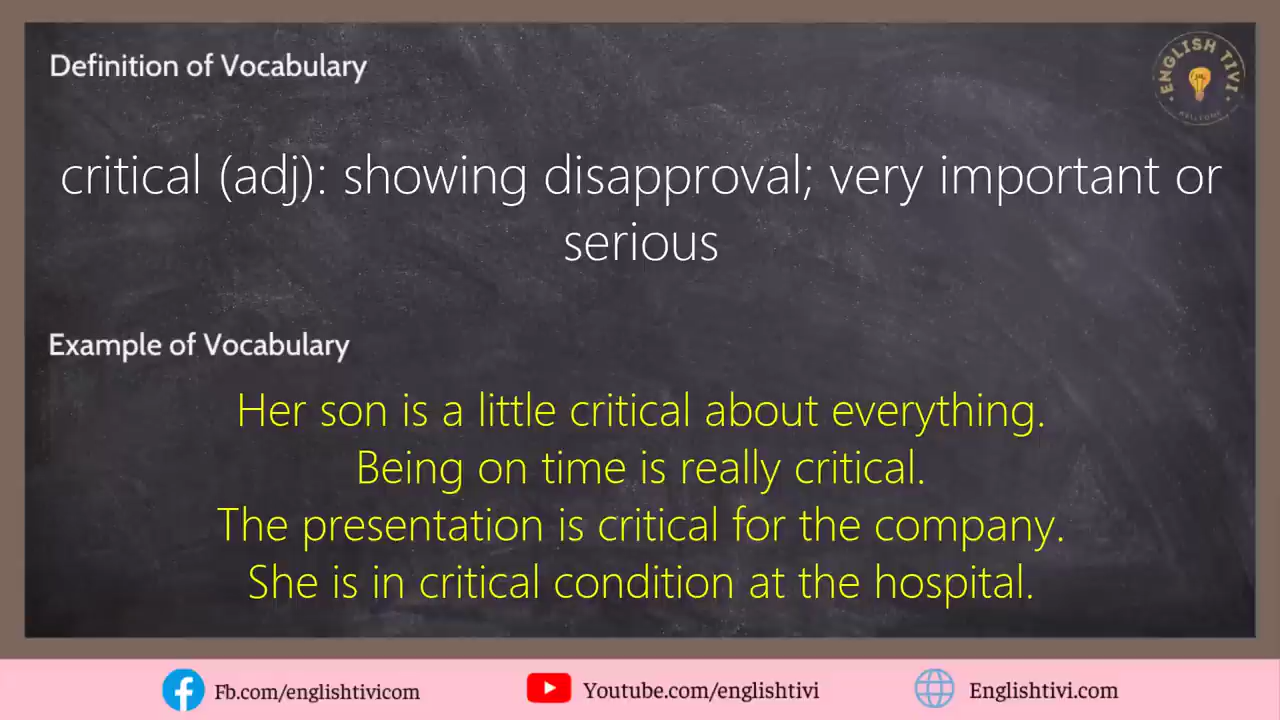 Definition of Vocabulary
ENGLISH TIVI
critical (adj): showing disapproval; very important or
serious
Example of Vocabulary
Her son is a little critical about everything.
Being on time is really critical.
The presentation is critical for the company.
She is in critical condition at the hospital.
Fb.com/englishtivicom
Youtube.com/englishtivi
Englishtivi.com